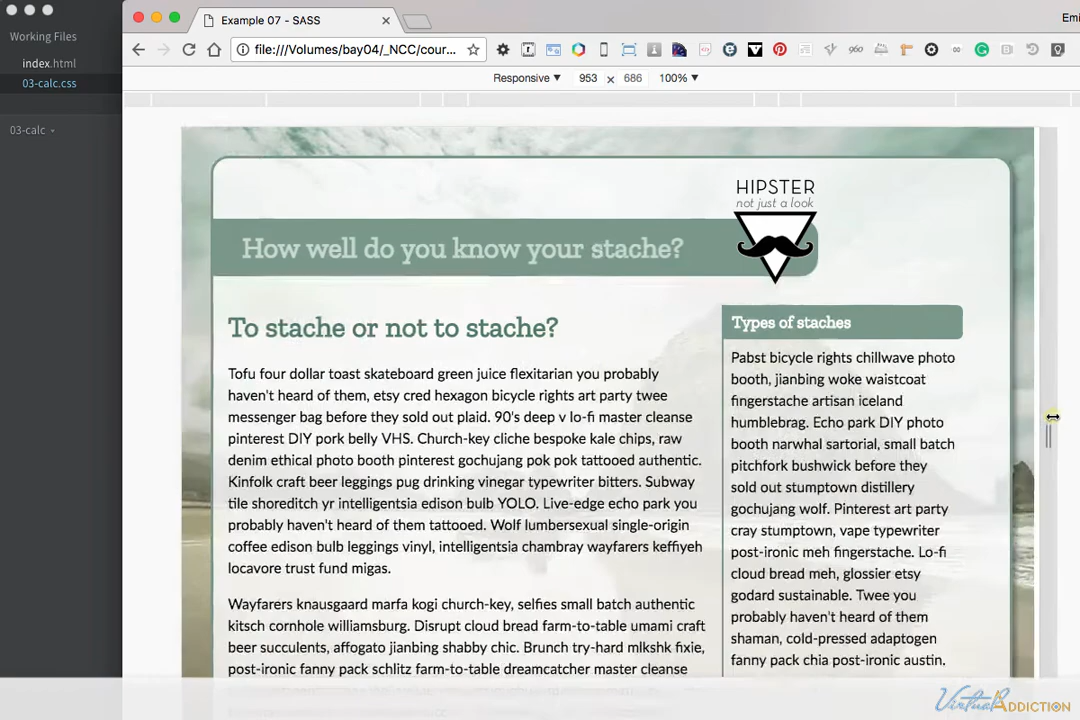 Working Files
index.html
03-calc.css
03-calc
Example 07 - SASS
Emi
file:///Volumes/bay04/_NCC/cour...
960
Responsive
953 x 686
100%
HIPSTER
not just a look
How well do you know your stache?
To stache or not to stache?
Tofu four dollar toast skateboard green juice flexitarian you probably
haven't heard of them, etsy cred hexagon bicycle rights art party twee
messenger bag before they sold out plaid. 90's deep v lo-fi master cleanse
pinterest DIY pork belly VHS. Church-key cliche bespoke kale chips, raw
denim ethical photo booth pinterest gochujang pok pok tattooed authentic.
Kinfolk craft beer leggings pug drinking vinegar typewriter bitters. Subway
tile shoreditch yr intelligentsia edison bulb YOLO. Live-edge echo park you
probably haven't heard of them tattooed. Wolf lumbersexual single-origin
coffee edison bulb leggings vinyl, intelligentsia chambray wayfarers keffiyeh
locavore trust fund migas.
Wayfarers knausgaard marfa kogi church-key, selfies small batch authentic
kitsch cornhole williamsburg. Disrupt cloud bread farm-to-table umami craft
beer succulents, affogato jianbing shabby chic. Brunch try-hard mlkshk fixie,
post-ironic fanny pack schlitz farm-to-table dreamcatcher master cleanse
Types of staches
Pabst bicycle rights chillwave photo
booth, jianbing woke waistcoat
fingerstache artisan iceland
humblebrag. Echo park DIY photo
booth narwhal sartorial, small batch
pitchfork bushwick before they
sold out stumptown distillery
gochujang wolf. Pinterest art party
cray stumptown, vape typewriter
post-ironic meh fingerstache. Lo-fi
cloud bread meh, glossier etsy
godard sustainable. Twee you
probably haven't heard of them
shaman, cold-pressed adaptogen
fanny pack chia post-ironic austin.
Virtual Addiction